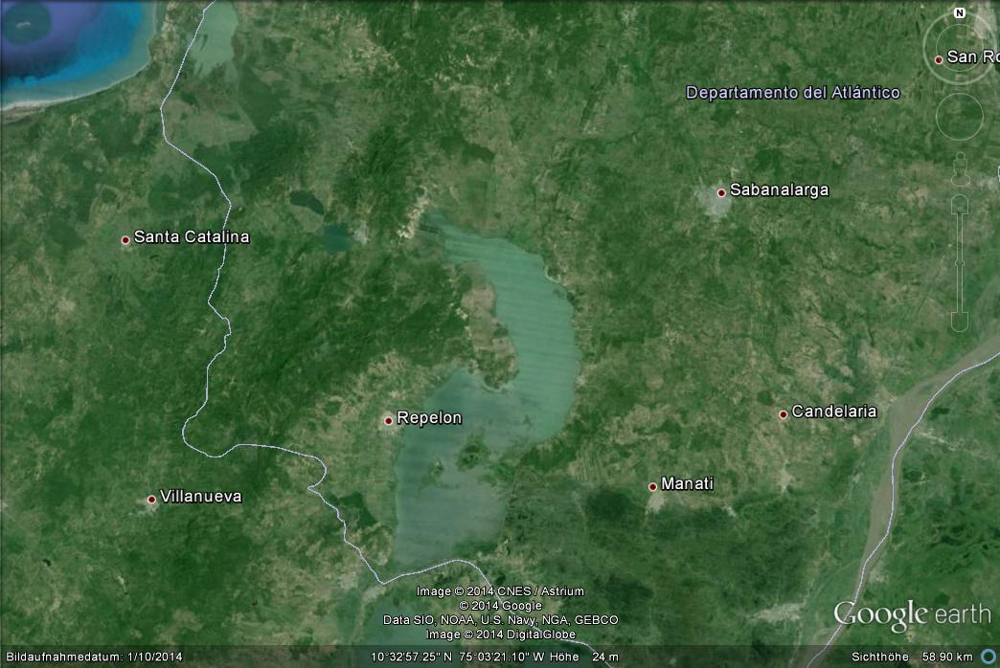 N
San Ro
Departamento del Atlántico
Sabanalarga
Santa Catalina
Candelaria
Repelon
Manati
Villanueva
Image © 2014 CNES / Astrium
© 2014 Google
Data SIO, NOAA, U.S. Navy, NGA, GEBCO
Image © 2014 DigitalGlobe
Google earth
Bildaufnahmedatum: 1/10/2014 10°32'57.25" N 75°03'21.10" W Höhe 24 m Sichthöhe 58.90 km